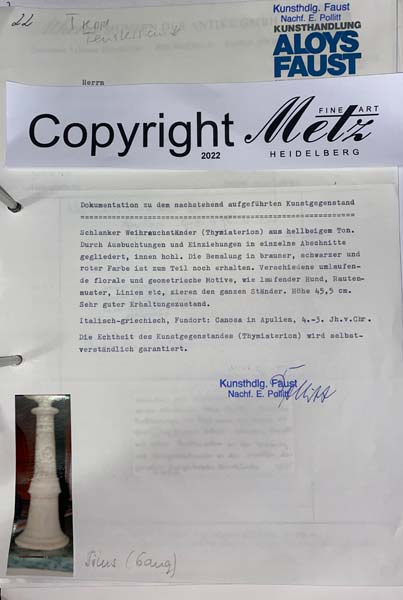 22
Kunsthdlg. Faust
Nachf. E. Pollitt
KUNSTHANDLUNG
ALOYS
FAUST
Herrn
Copyright
2022
FINE ART
Metz
HEIDELBERG
Dokumentation zu dem nachstehend aufgeführten Kunstgegenstand
Schlanker Weihrauchständer (Thymisterion) aus hellbeigem Ton.
Durch Ausbuchtungen und Einziehungen in einzelne Abschnitte
gegliedert, innen hohl. Die Bemalung in brauner, schwarzer und
roter Farbe ist zum Teil noch erhalten. Verschiedene umlaufen-
de florale und geometrische Motive, wie laufender Hund, Rauten-
muster, Linien etc, zieren den ganzen Ständer. Höhe 45,5 cm.
Sehr guter Erhaltungszustand.
Italisch-griechisch, Fundort: Canosa in Apulien, 4.-3. Jh.v.Chr.
Die Echtheit des Kunstgegenstandes (Thymisterion) wird selbst-
verständlich garantiert.
Kunsthdlg. Faust
Nachf. E. Pollitt
(Gang)